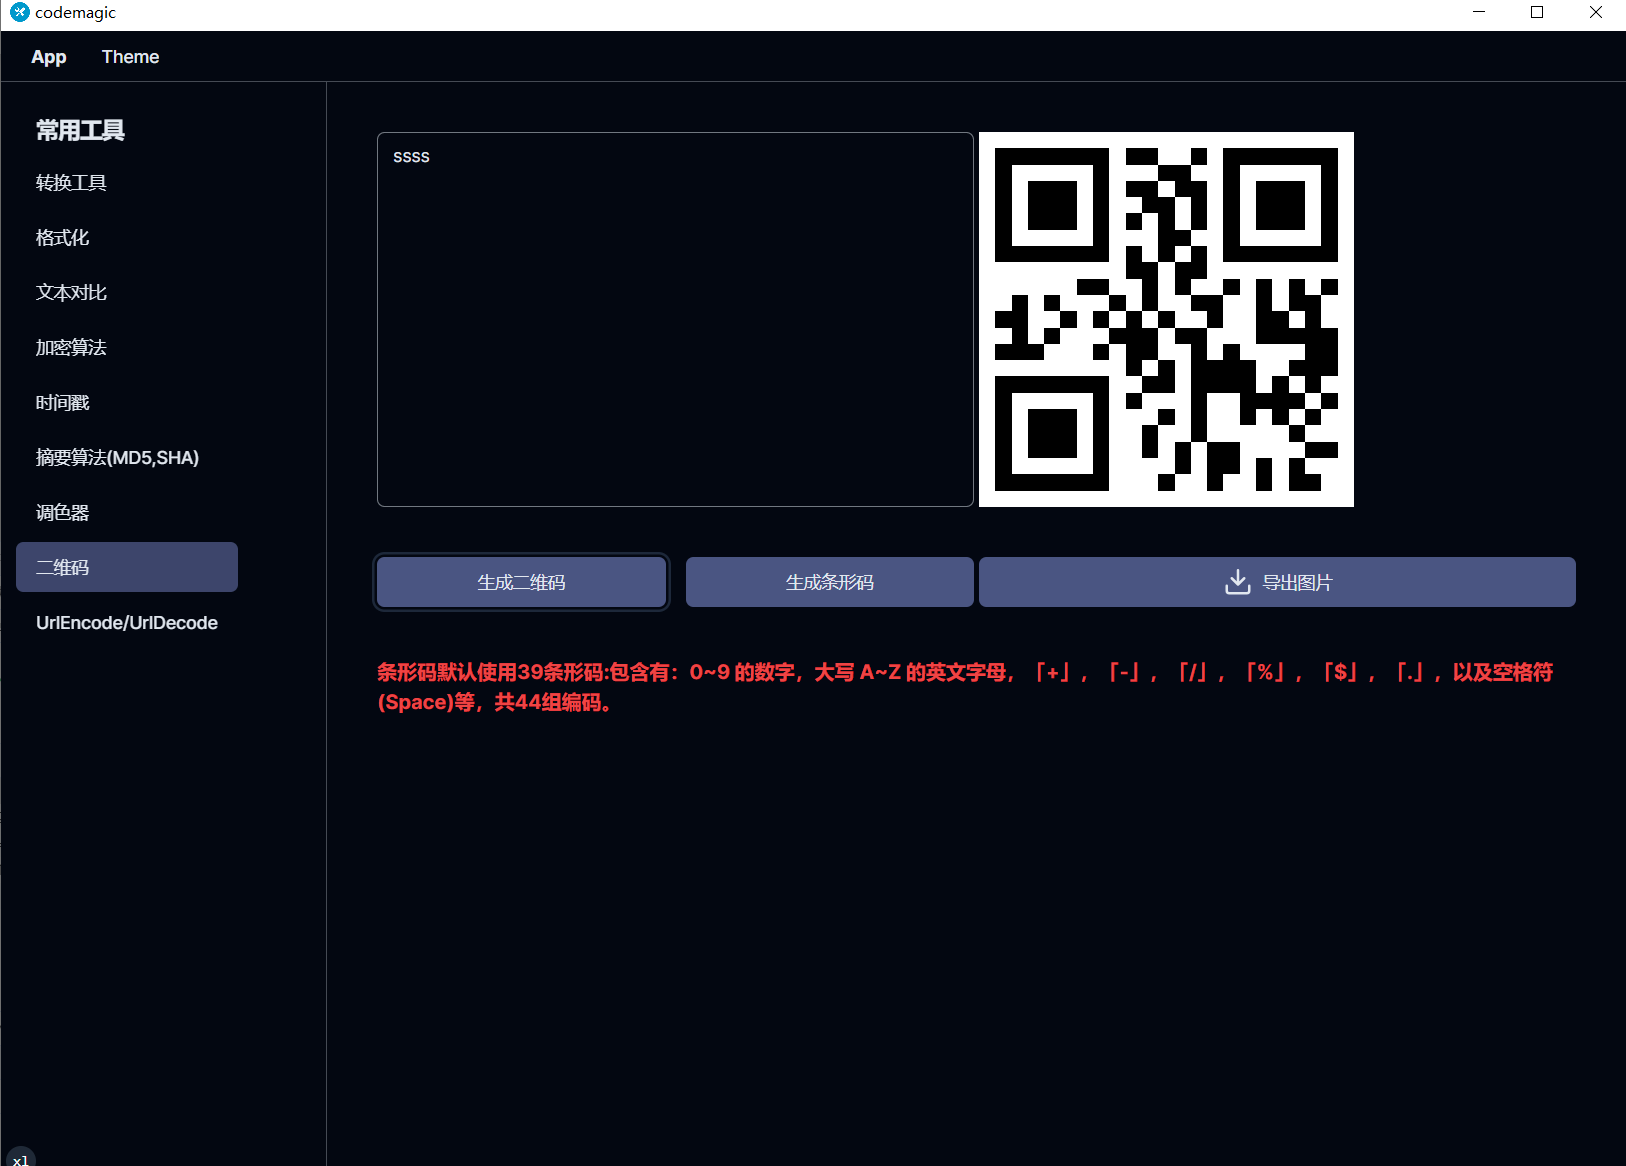 codemagic
App Theme
常用工具
转换工具
格式化
文本对比
加密算法
时间戳
摘要算法(MD5,SHA)
调色器
二维码
UrlEncode/UrlDecode
ssss
生成二维码
生成条形码
导出图片
条形码默认使用39条形码:包含有：0~9 的数字，大写 A~Z 的英文字母，「+」,「-」,「/」,「%」,「$」,「.」, 以及空格符
(Space)等，共44组编码。
xl